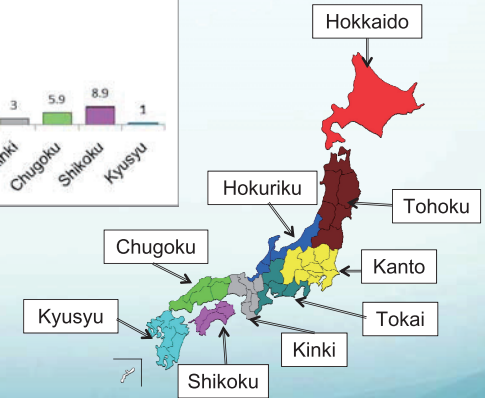 Hokkaido
3
5.9
8.9
1
Chugoku
Shikoku
Kyusyu
Hokuriku
Tohoku
Chugoku
Kanto
Kyusyu
Tokai
Kinki
Shikoku